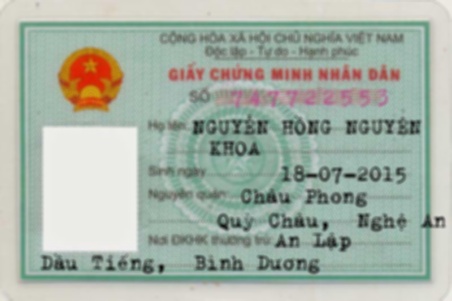 CỘNG HÒA XÃ HỘI CHỦ NGHĨA VIỆT NAM
Độc lập - Tự do - Hạnh phúc
GIẤY CHỨNG MINH NHÂN DÂN
SỐ 747722553
Họ tên: NGUYỄN HỒNG NGUYÊN
KHOA
Sinh ngày 18-07-2015
Nguyên quán: Châu Phong
Quỳ Châu, Nghệ An
Nơi ĐKHK thường trú: An Lập
Dầu Tiếng, Bình Dương